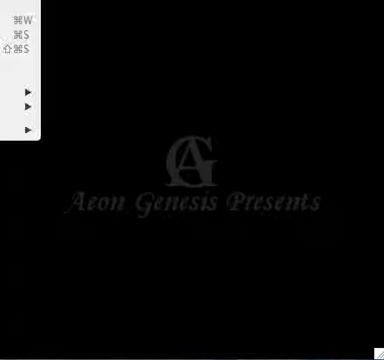 ⌘W
⌘S
⇧⌘S
AG
Aeon Genesis Presents